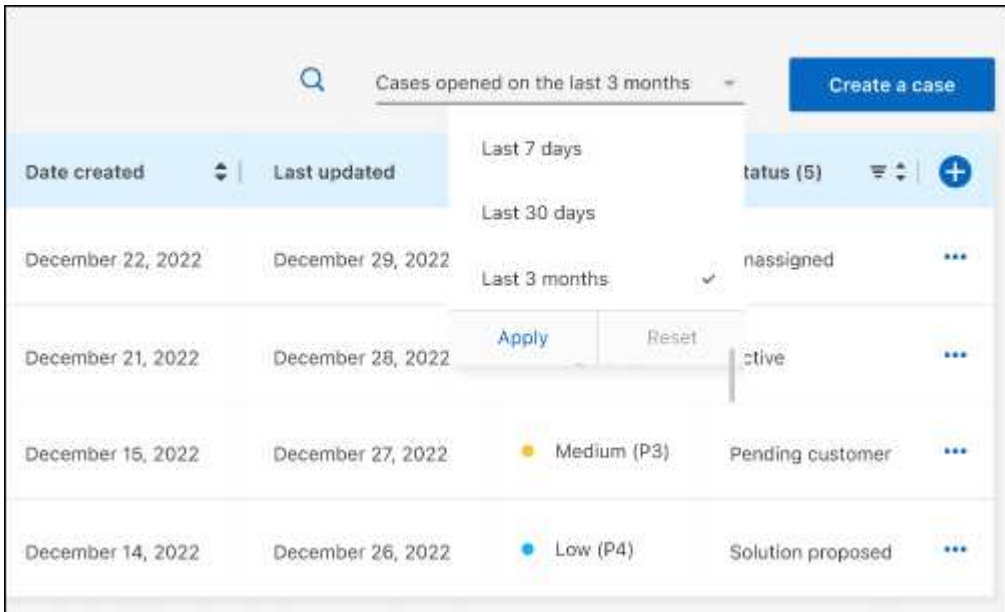 Cases opened on the last 3 months
Create a case
Date created
Last updated
tatus (5)
Last 7 days
Last 30 days
Last 3 months
Apply
Reset
December 22, 2022
December 29, 2022
nassigned
December 21, 2022
December 28, 2022
ctive
December 15, 2022
December 27, 2022
Medium (P3)
Pending customer
December 14, 2022
December 26, 2022
Low (P4)
Solution proposed